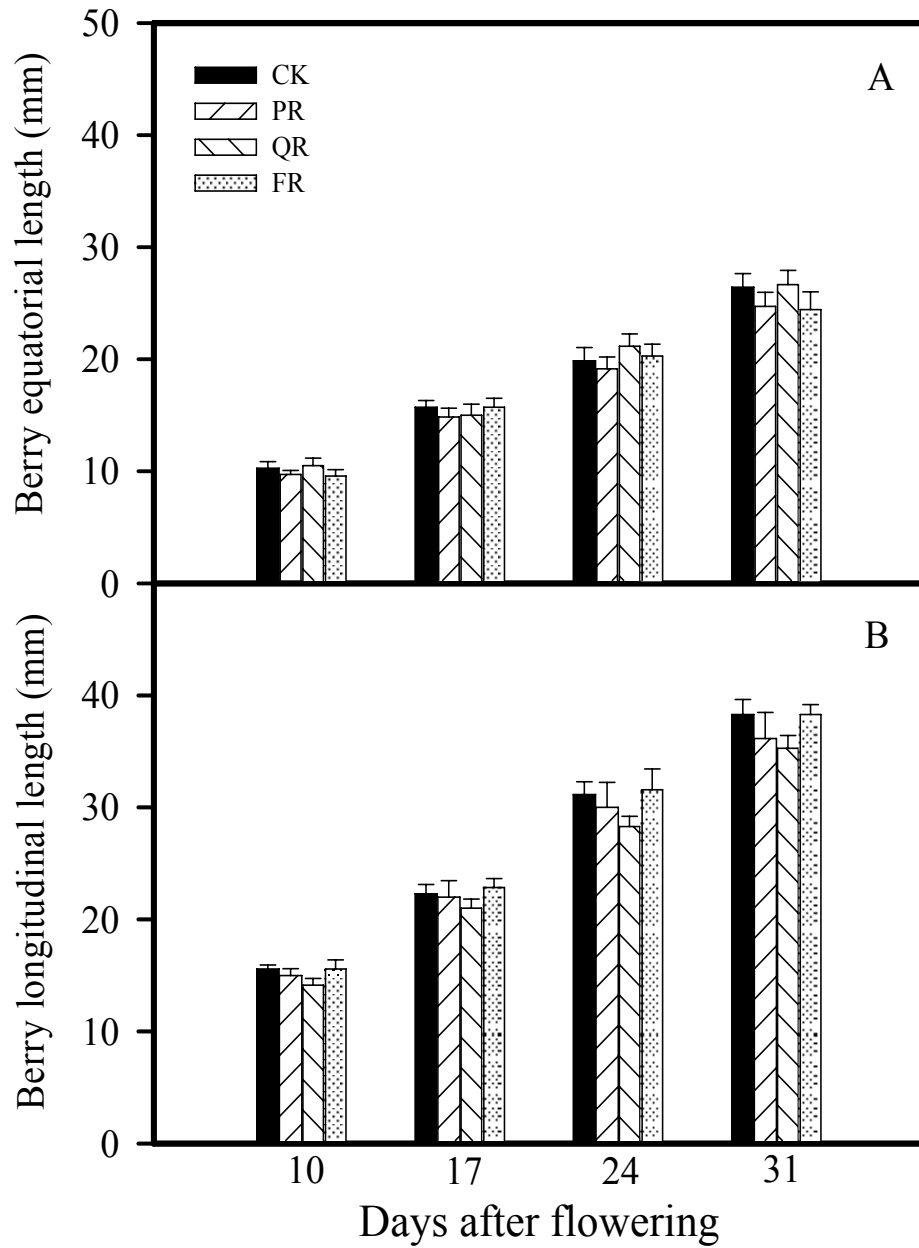 50
40
30
20
10
0
Berry equatorial length (mm)
CK
PR
QR
FR
A
40
30
20
10
0
Berry longitudinal length (mm)
B
10 17 24 31
Days after flowering